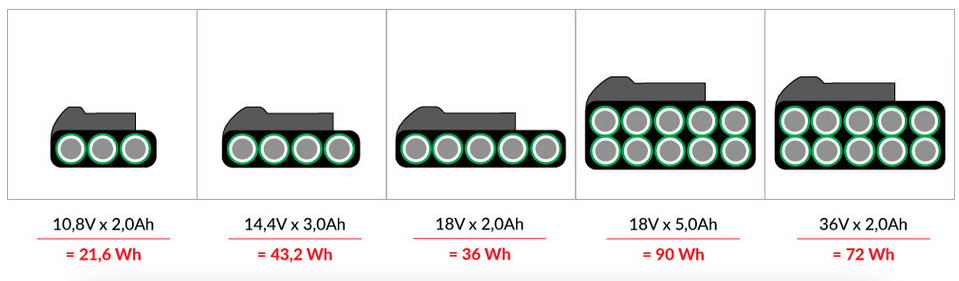 10,8V x 2,0Ah
= 21,6 Wh
14,4V x 3,0Ah
= 43,2 Wh
18V x 2,0Ah
= 36 Wh
18V x 5,0Ah
= 90 Wh
36V x 2,0Ah
= 72 Wh